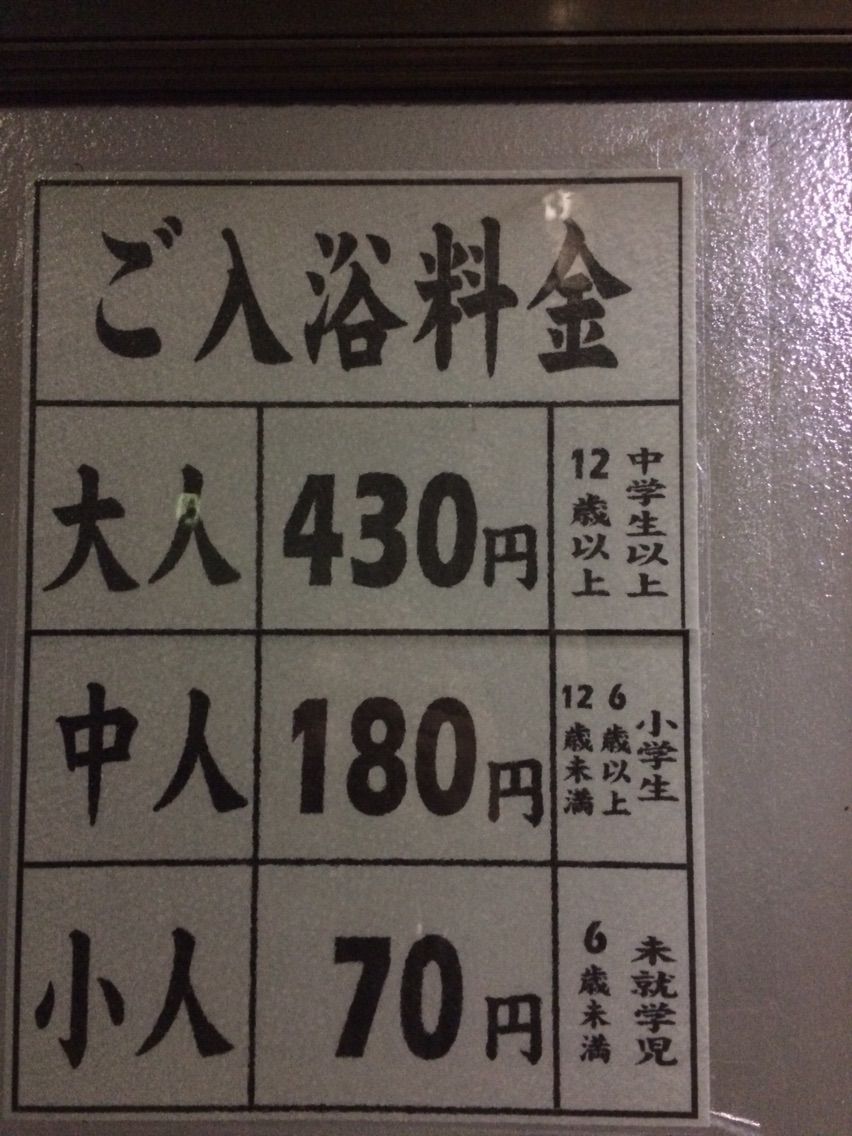 ご入浴料金
大人
430円
中学生以上
12歳以上
中人
180円
小学生
6歳以上
12歳未満
小人
70円
未就学児
6歳未満